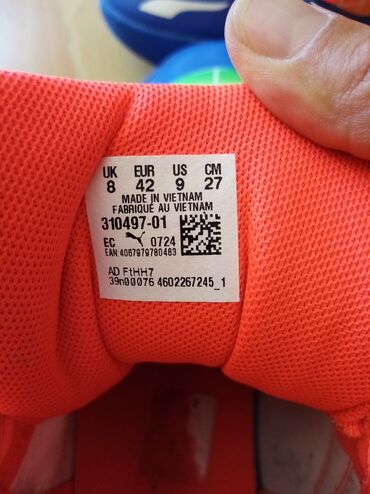 UK EUR US CM
8 42 9 27
MADE IN VIETNAM
FABRIQUÉ AU VIETNAM
310497-01
EC 0724
EAN:4067979780483
AD FtHH7
39n00076 4602267245_1